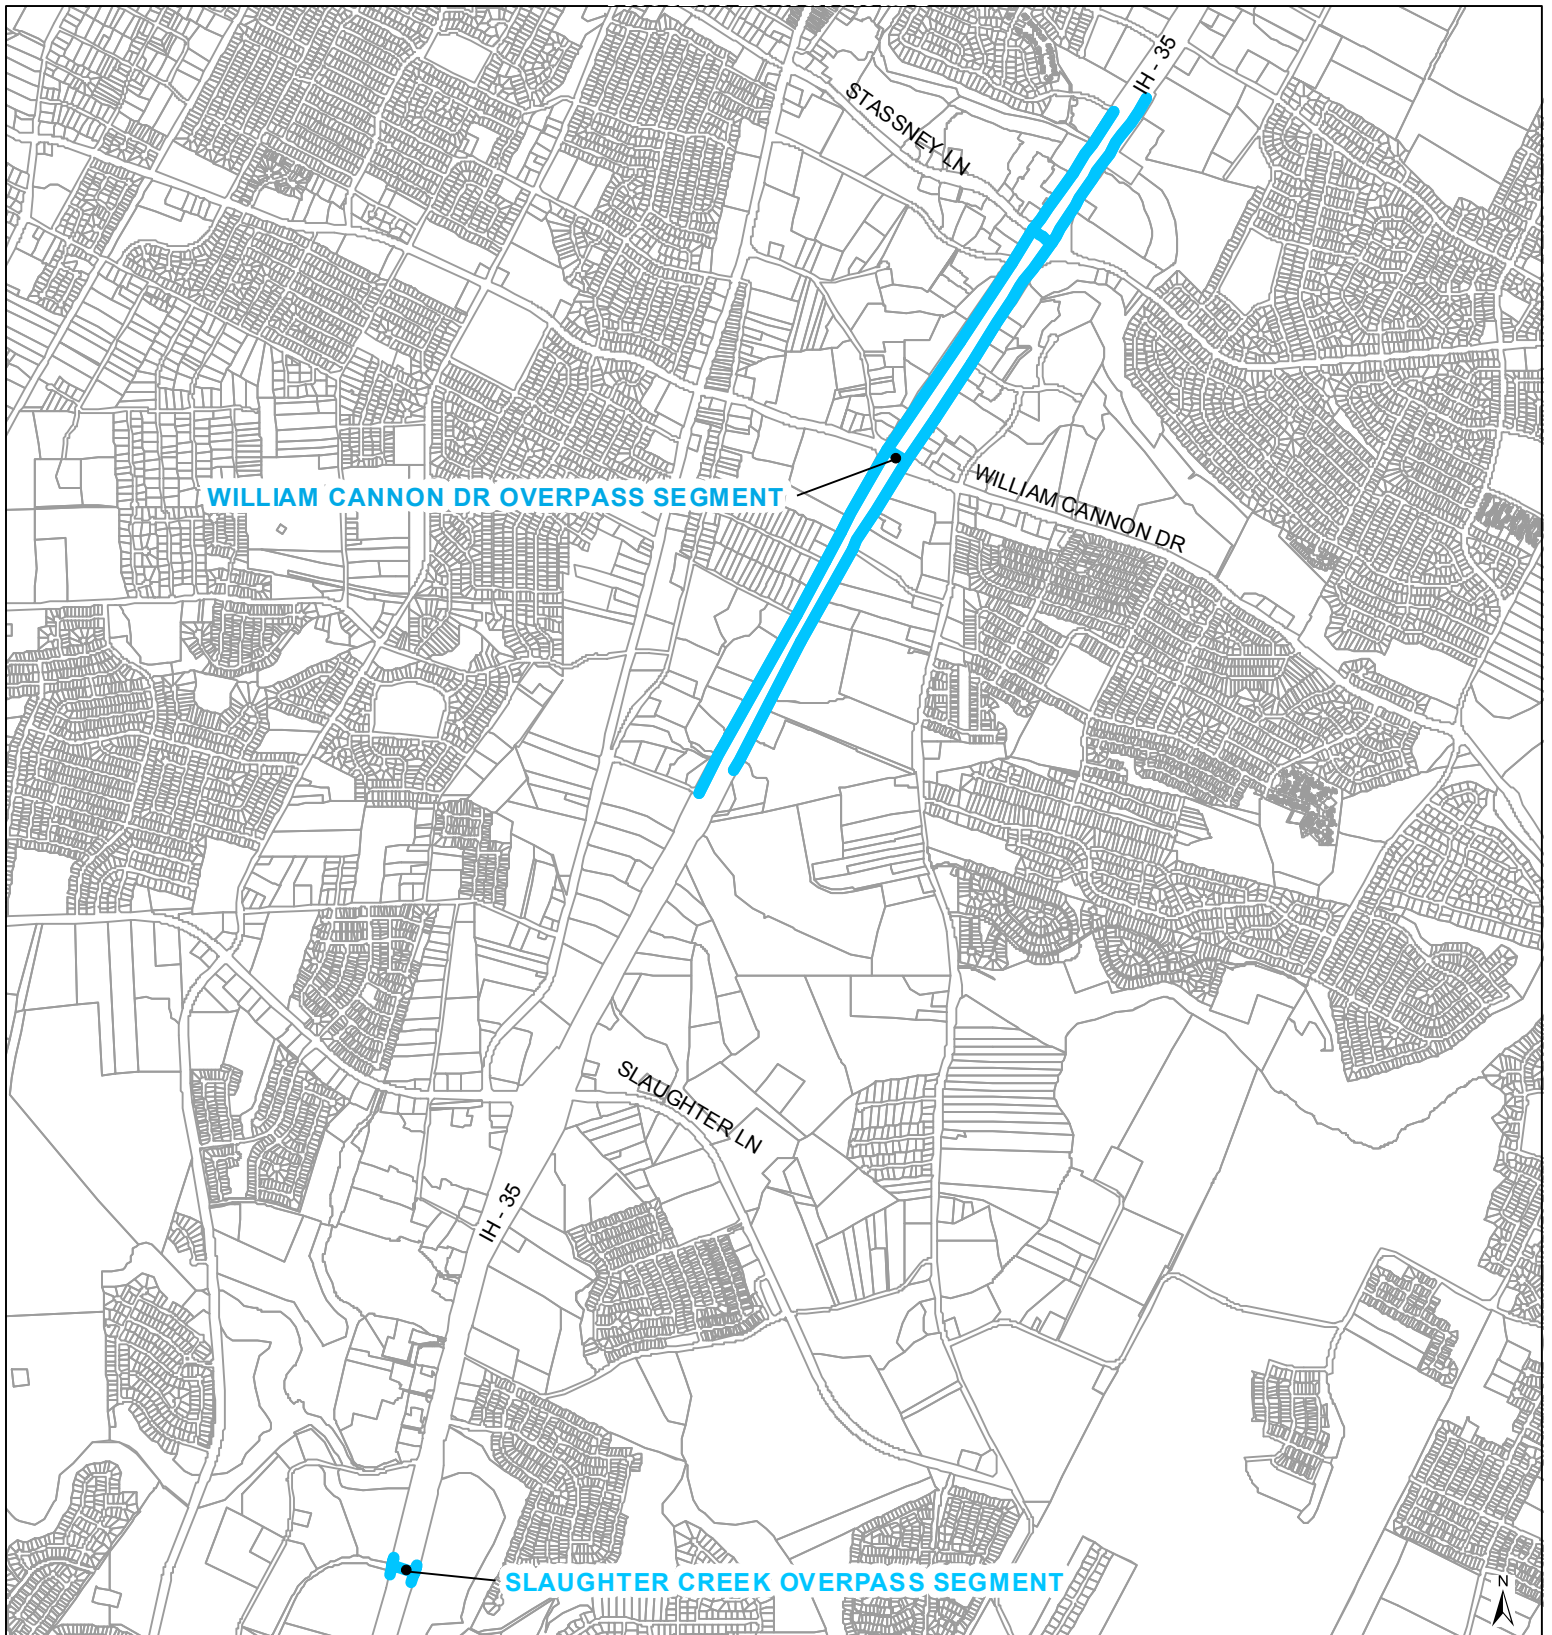 IH - 35
STASSNEY LN
WILLIAM CANNON DR OVERPASS SEGMENT
WILLIAM CANNON DR
SLAUGHTER LN
IH - 35
SLAUGHTER CREEK OVERPASS SEGMENT
N